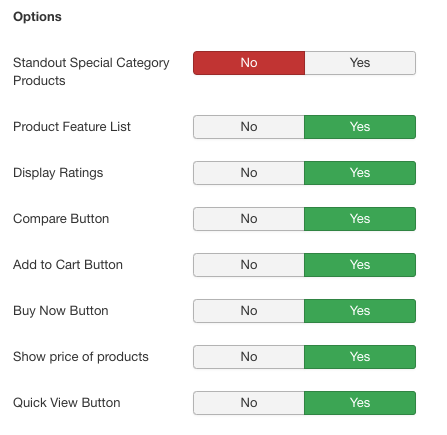 Options
Standout Special Category
Products
No Yes
Product Feature List No Yes
Display Ratings No Yes
Compare Button No Yes
Add to Cart Button No Yes
Buy Now Button No Yes
Show price of products No Yes
Quick View Button No Yes